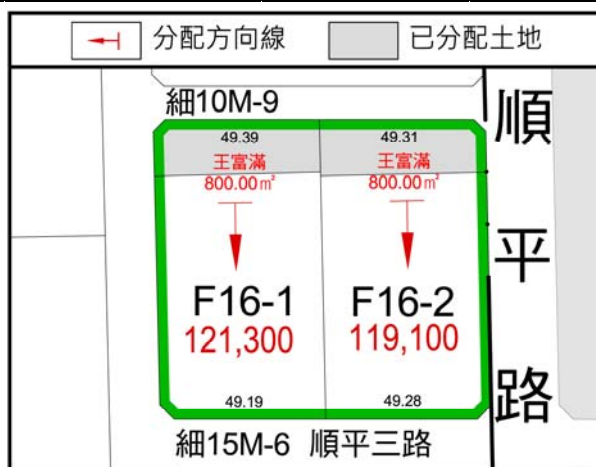 分配方向線 已分配土地
細10M-9
49.39 49.31
王富滿 王富滿
800.00㎡ 800.00㎡
F16-1 F16-2
121,300 119,100
49.19 49.28
細15M-6 順平三路
順平路